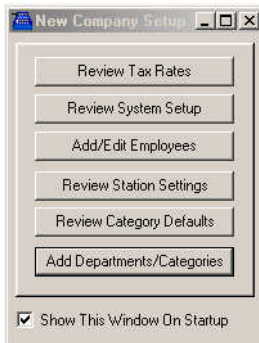 New Company Setup
Review Tax Rates
Review System Setup
Add/Edit Employees
Review Station Settings
Review Category Defaults
Add Departments/Categories
Show This Window On Startup